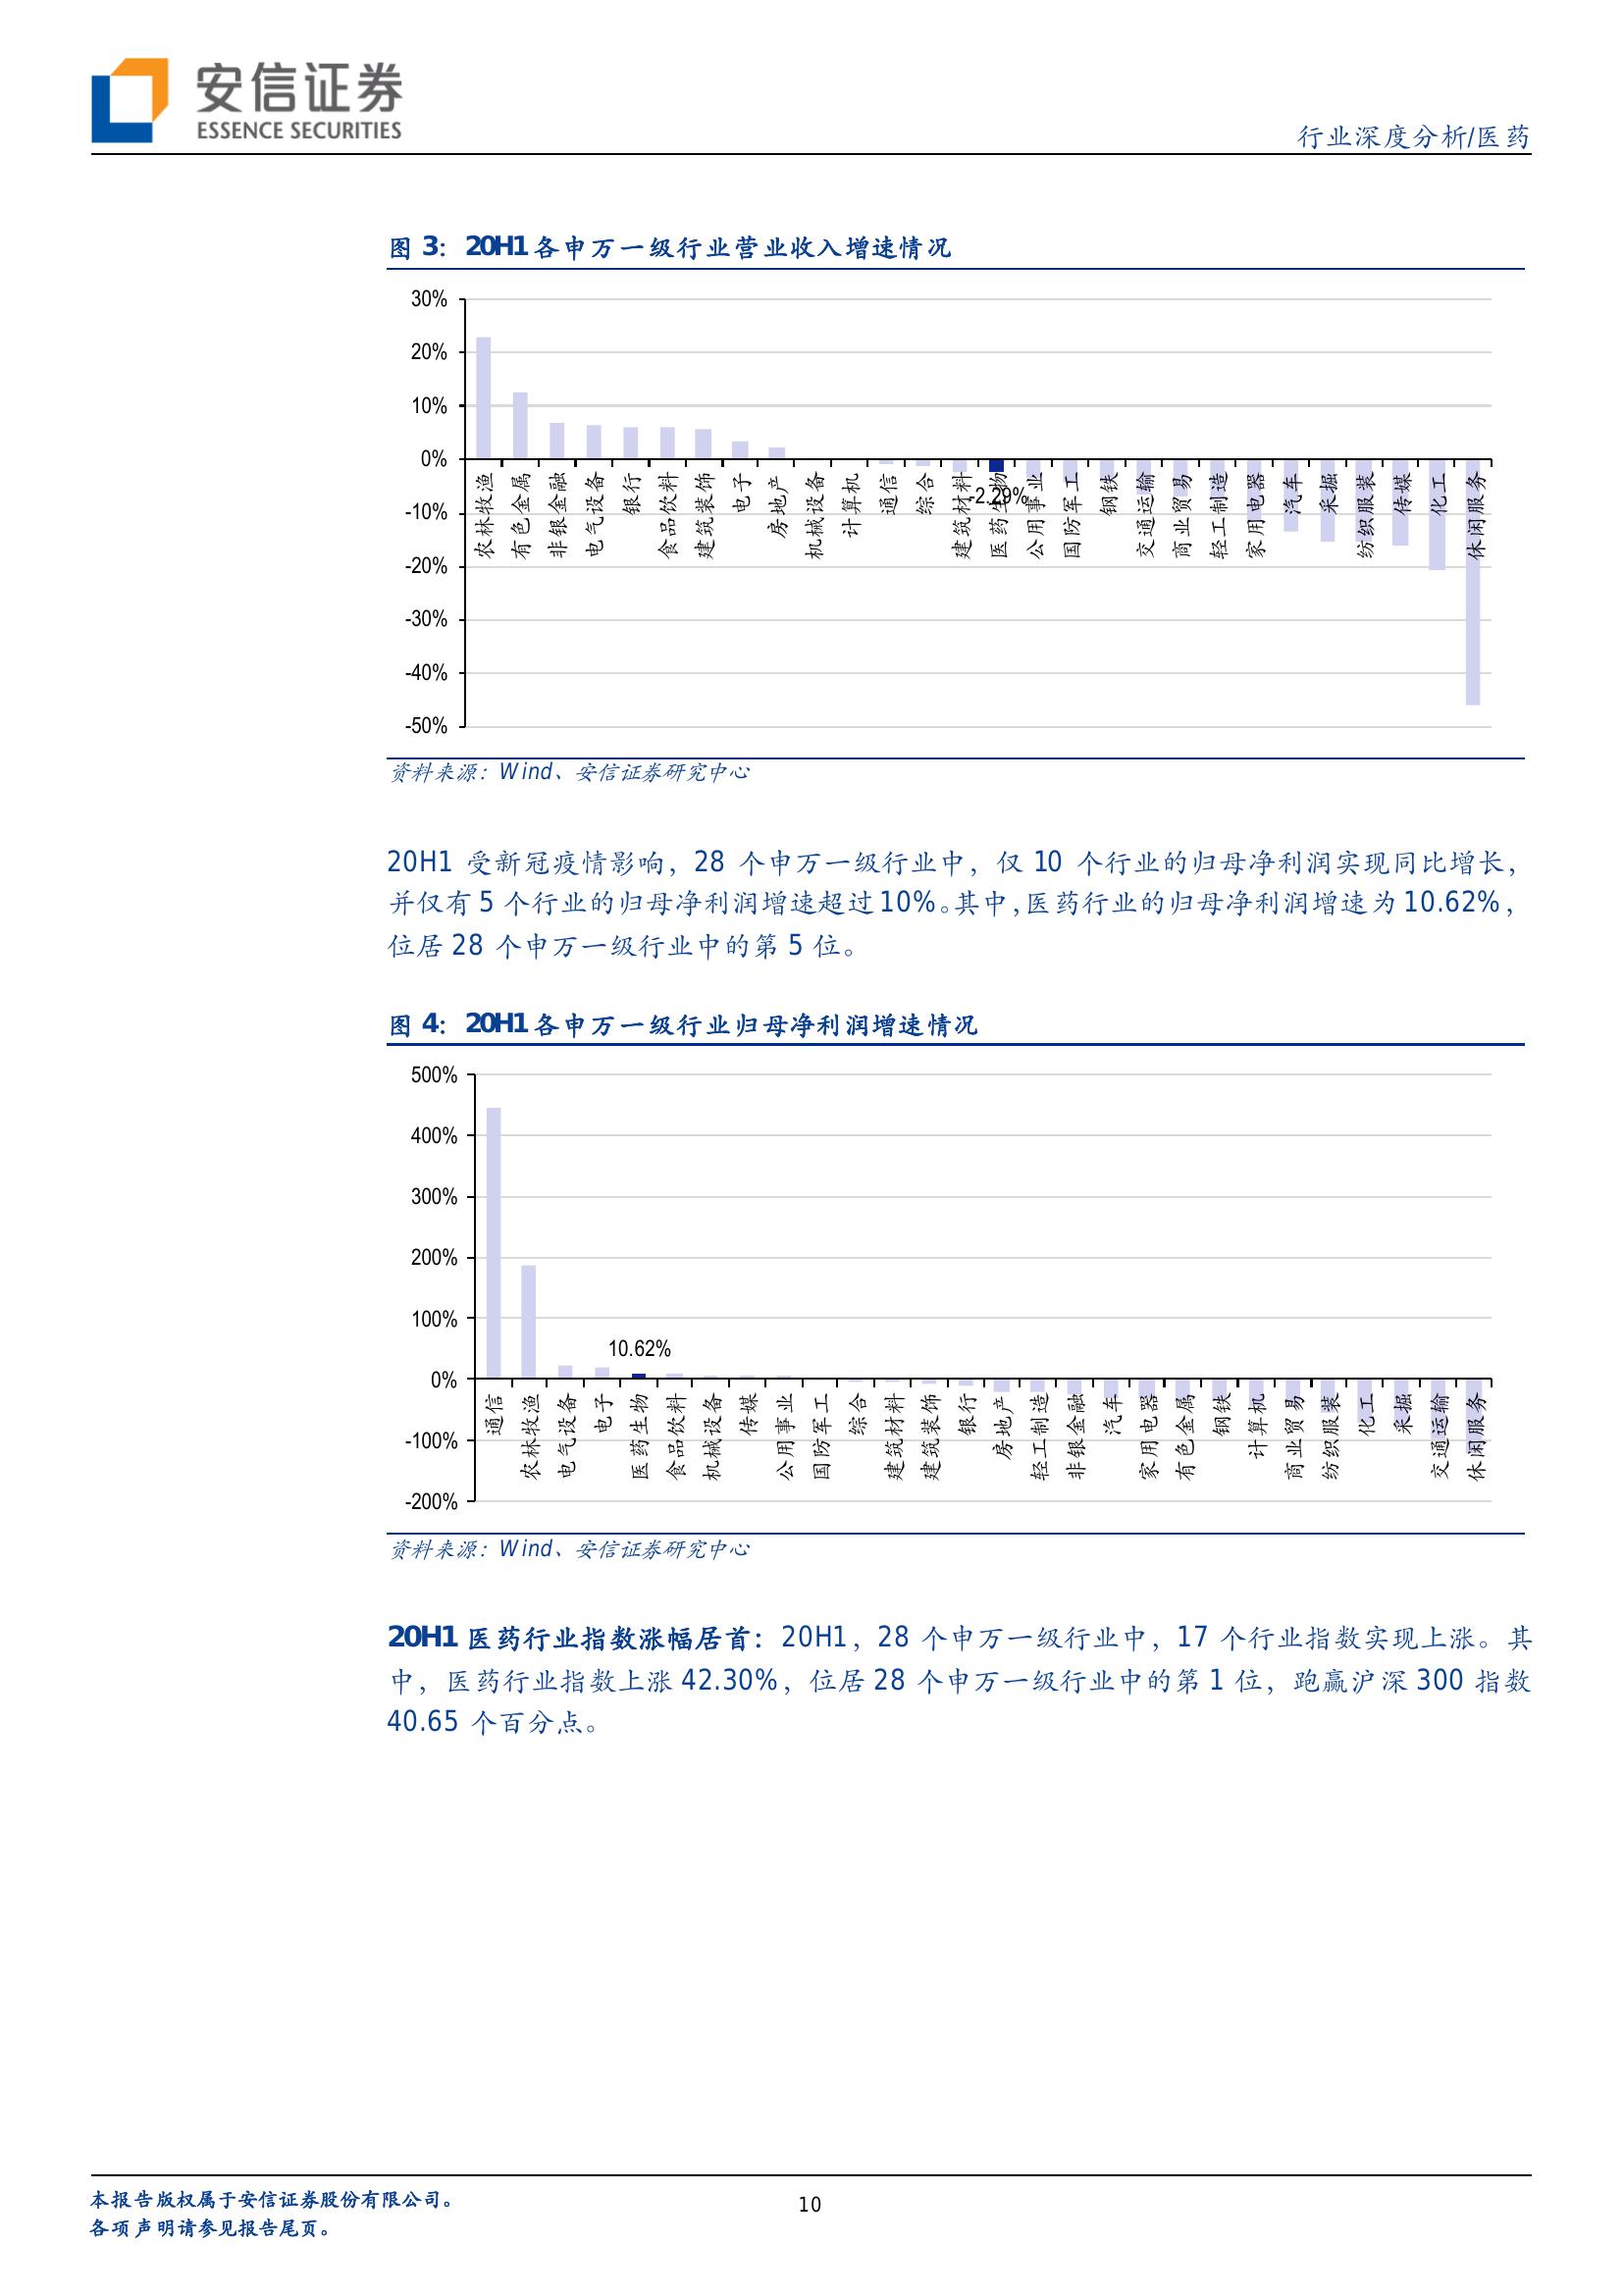 安信证券
ESSENCE SECURITIES
行业深度分析/医药
图 3：20H1 各申万一级行业营业收入增速情况
30%
20%
10%
0%
-10%
-20%
-30%
-40%
-50%
农林牧渔
有色金属
非银金融
电气设备
银行
食品饮料
建筑装饰
电子
房地产
机械设备
计算机
通信
综合
建筑材料
医药生物
-2.29%
公用事业
国防军工
钢铁
交通运输
商业贸易
轻工制造
家用电器
汽车
采掘
纺织服装
传媒
化工
休闲服务
资料来源：Wind、安信证券研究中心
20H1 受新冠疫情影响，28 个申万一级行业中，仅 10 个行业的归母净利润实现同比增长，
并仅有 5 个行业的归母净利润增速超过 10%。其中，医药行业的归母净利润增速为 10.62%，
位居 28 个申万一级行业中的第 5 位。
图 4：20H1 各申万一级行业归母净利润增速情况
500%
400%
300%
200%
100%
0%
-100%
-200%
10.62%
通信
农林牧渔
电气设备
电子
医药生物
食品饮料
机械设备
传媒
公用事业
国防军工
综合
建筑材料
建筑装饰
银行
房地产
轻工制造
非银金融
汽车
家用电器
有色金属
钢铁
计算机
商业贸易
纺织服装
化工
采掘
交通运输
休闲服务
资料来源：Wind、安信证券研究中心
20H1 医药行业指数涨幅居首：20H1，28 个申万一级行业中，17 个行业指数实现上涨。其
中，医药行业指数上涨 42.30%，位居 28 个申万一级行业中的第 1 位，跑赢沪深 300 指数
40.65 个百分点。
本报告版权属于安信证券股份有限公司。
各项声明请参见报告尾页。
10